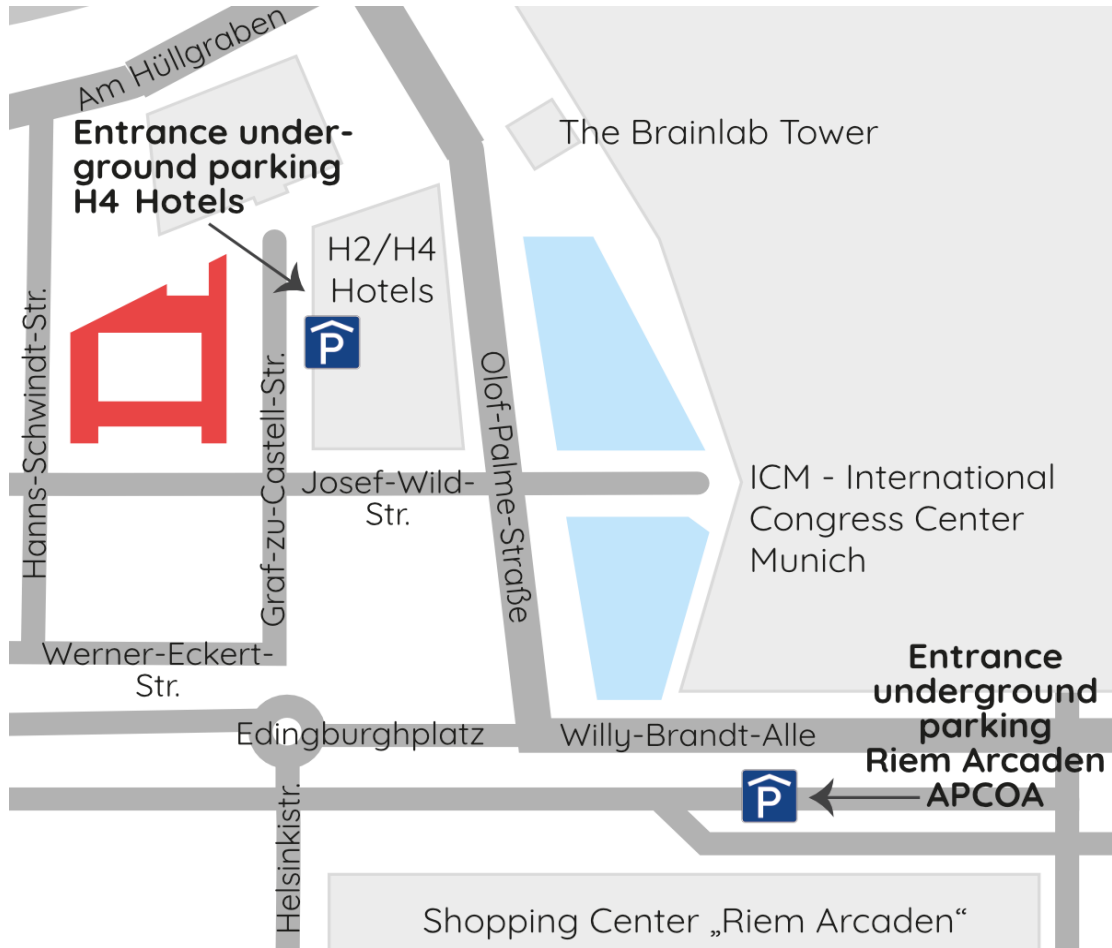 Am Hüllgraben
Entrance under-
ground parking
H4 Hotels
The Brainlab Tower
H2/H4
Hotels
P
Hanns-Schwindt-Str.
Graf-zu-Castell-Str.
Olof-Palme-Straße
Josef-Wild-
Str.
ICM - International
Congress Center
Munich
Werner-Eckert-
Str.
Entrance
underground
parking
Riem Arcaden
APCOA
Edingburghplatz
Willy-Brandt-Alle
P
Helsinkistr.
Shopping Center „Riem Arcaden“